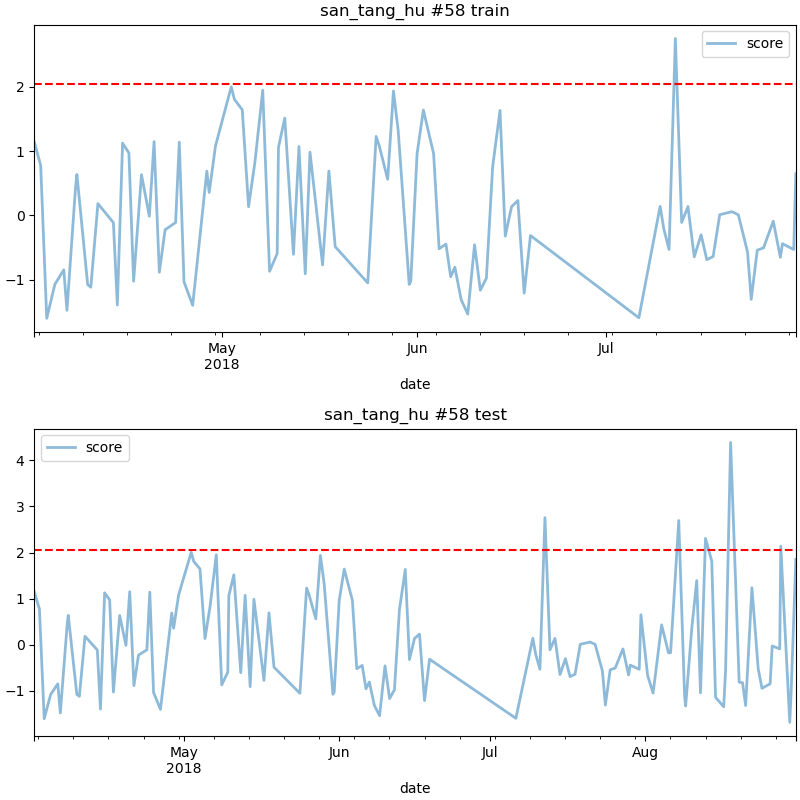 san_tang_hu #58 train
score
2
1
0
−1
May
2018
Jun
Jul
date
san_tang_hu #58 test
score
4
3
2
1
0
−1
May
2018
Jun
Jul
Aug
date